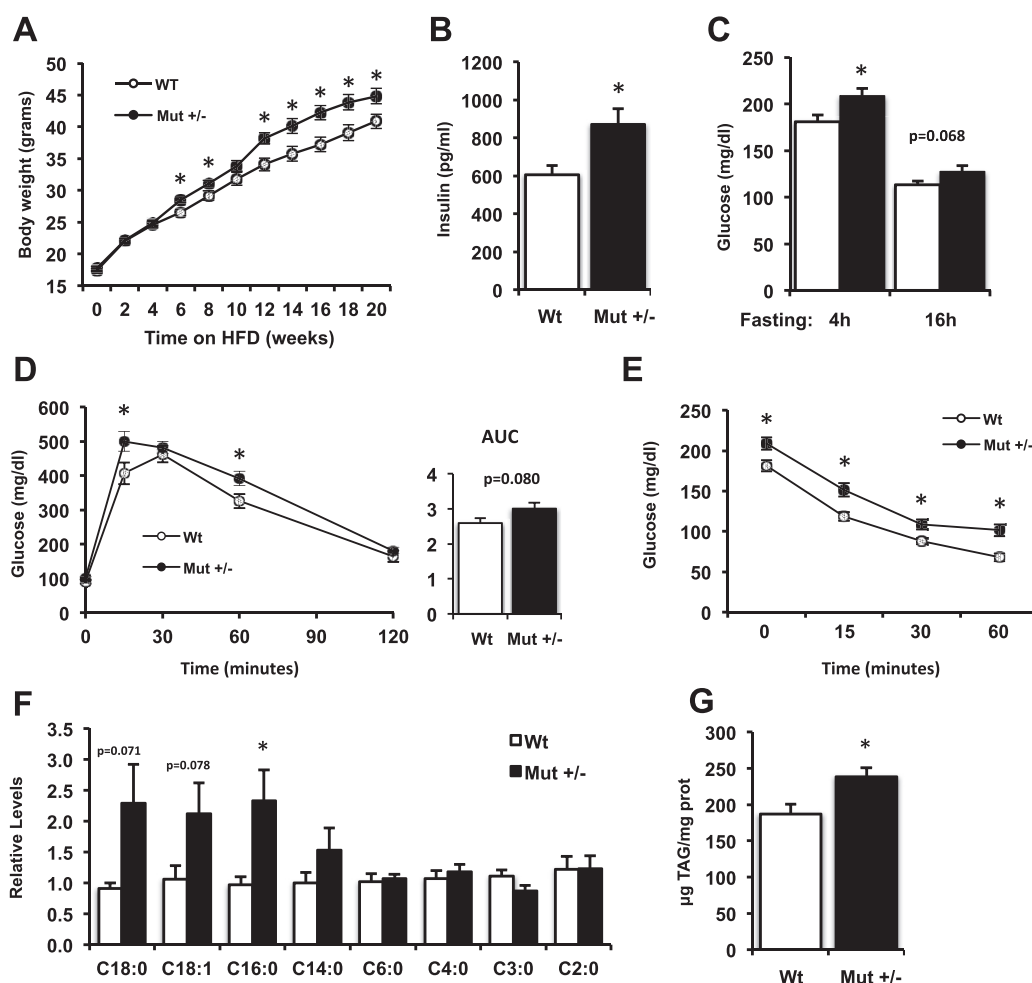 A
Body weight (grams)
50
45
40
35
30
25
20
15
WT
Mut +/-
* * * * * * *
0 2 4 6 8 10 12 14 16 18 20
Time on HFD (weeks)
B
Insulin (pg/ml)
1200
1000
800
600
400
200
0
*
Wt Mut +/-
C
Glucose (mg/dl)
250
200
150
100
50
0
*
p=0.068
Fasting: 4h 16h
D
Glucose (mg/dl)
600
500
400
300
200
100
0
* *
Wt
Mut +/-
0 30 60 90 120
Time (minutes)
AUC
4
3
2
1
0
p=0.080
Wt Mut +/-
E
Glucose (mg/dl)
250
200
150
100
50
0
* * * *
Wt
Mut +/-
0 15 30 60
Time (minutes)
F
Relative Levels
3.5
3.0
2.5
2.0
1.5
1.0
0.5
0.0
p=0.071
p=0.078
*
Wt
Mut +/-
C18:0 C18:1 C16:0 C14:0 C6:0 C4:0 C3:0 C2:0
G
µg TAG/mg prot
300
250
200
150
100
50
0
*
Wt Mut +/-